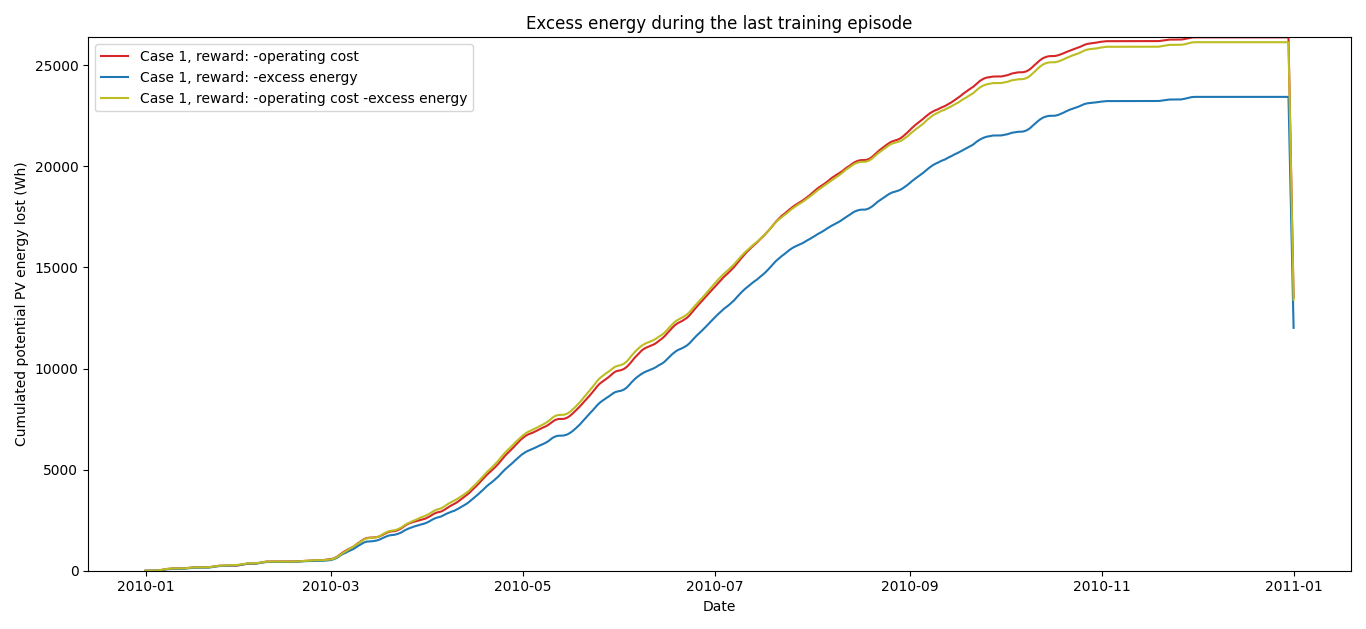 Excess energy during the last training episode
Case 1, reward: -operating cost
Case 1, reward: -excess energy
Case 1, reward: -operating cost -excess energy
Cumulated potential PV energy lost (Wh)
25000
20000
15000
10000
5000
0
2010-01 2010-03 2010-05 2010-07 2010-09 2010-11 2011-01
Date